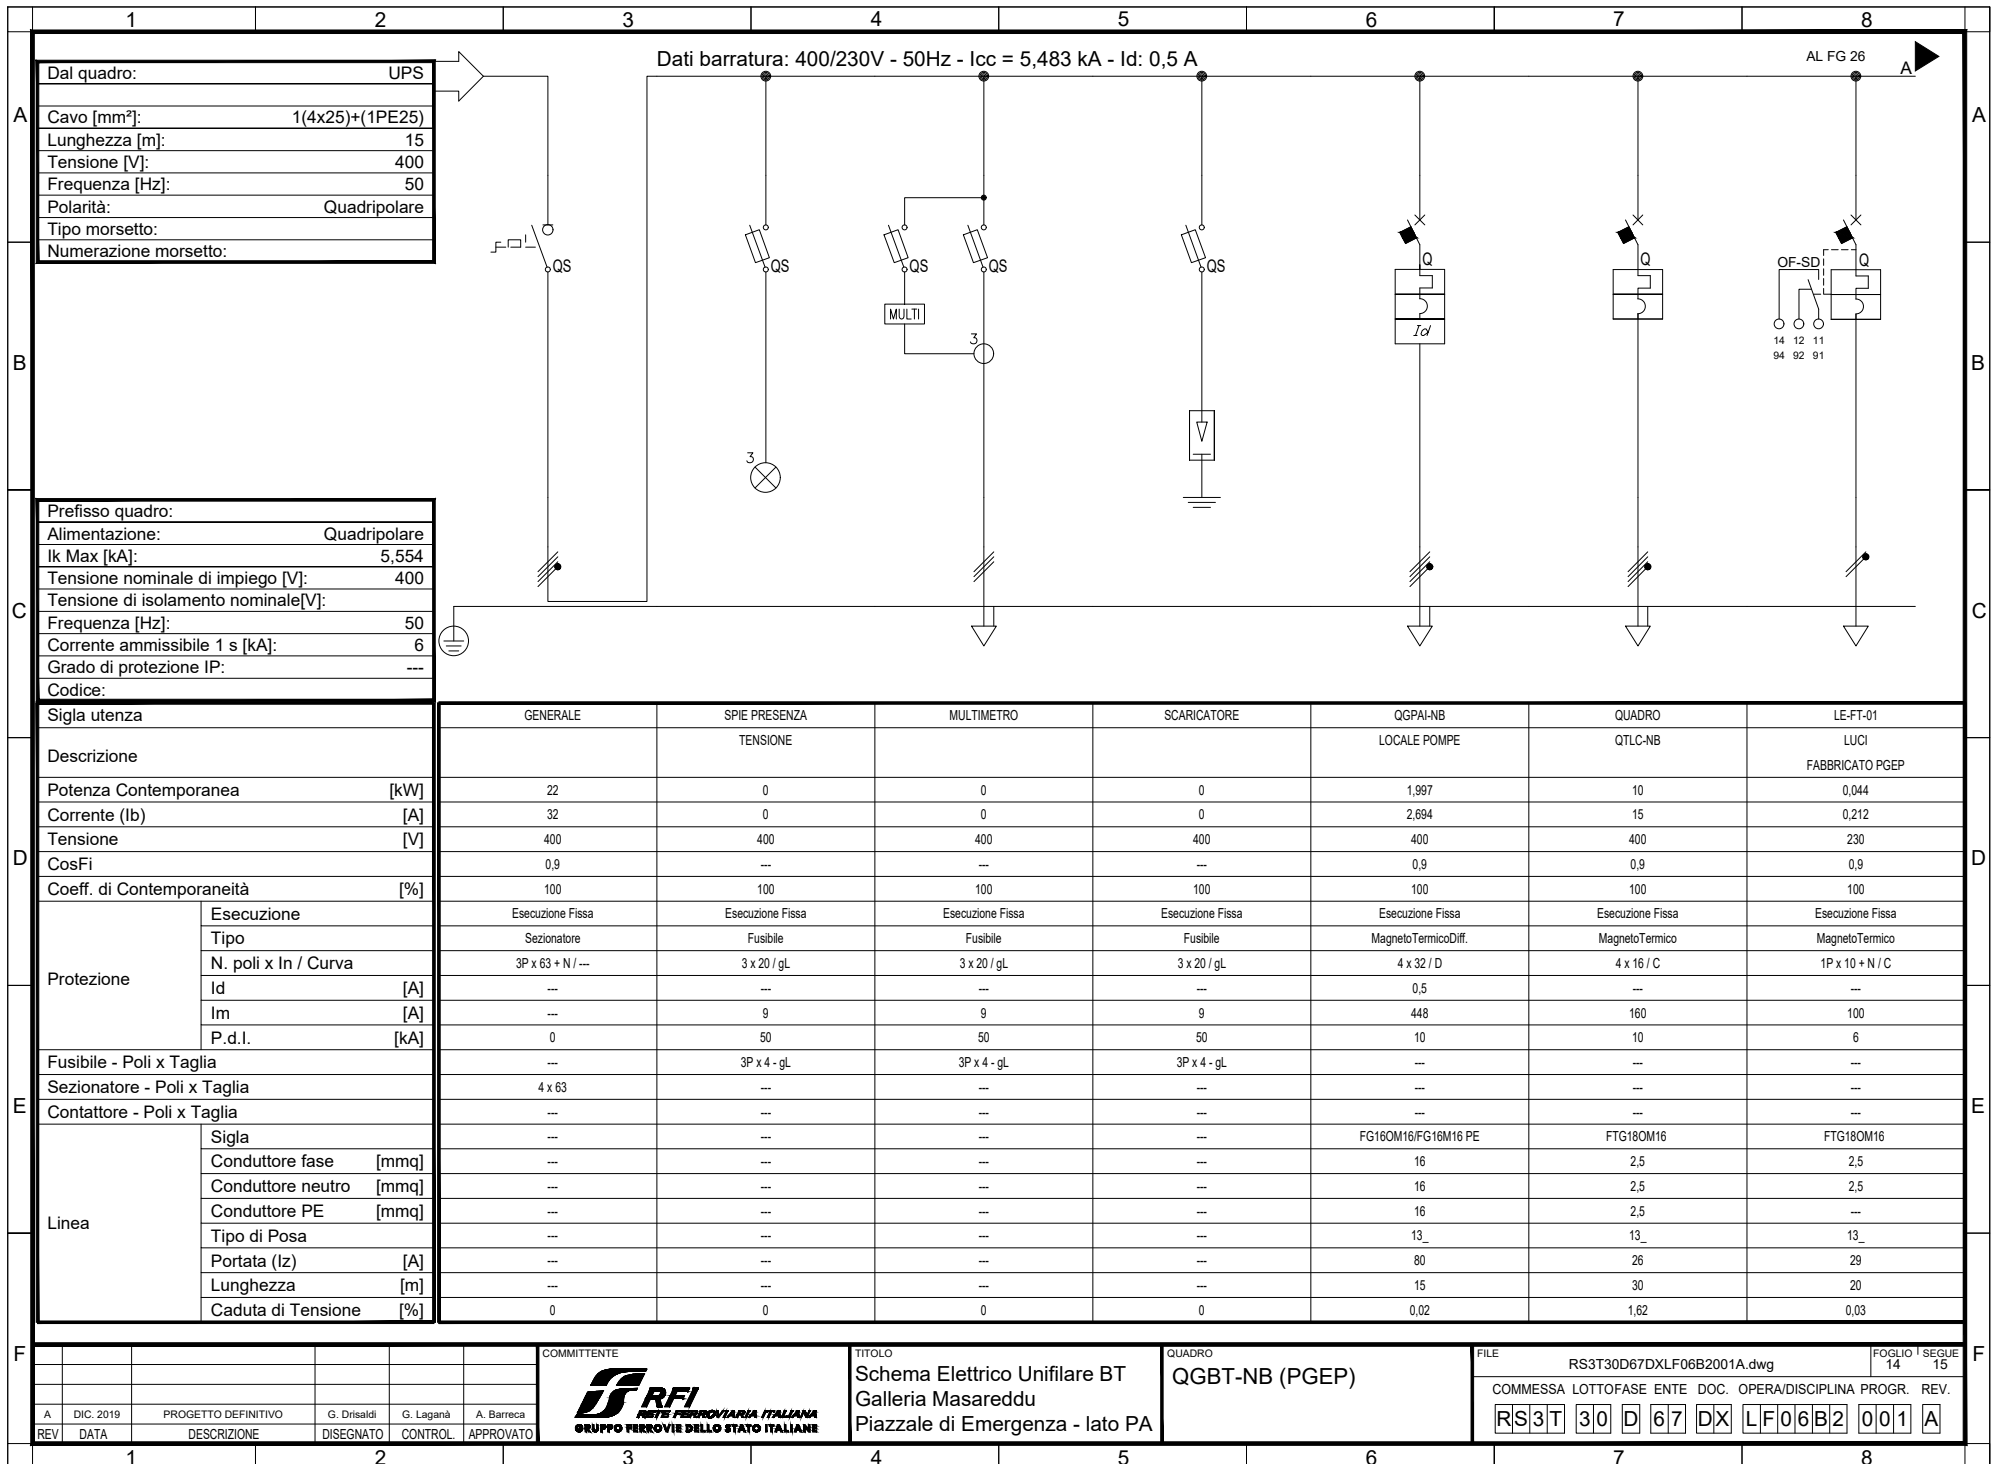 1 2 3 4 5 6 7 8
Dati barratura: 400/230V - 50Hz - Icc = 5,483 kA - Id: 0,5 A
AL FG 26
A
Dal quadro: UPS
Cavo [mm²]: 1(4x25)+(1PE25)
Lunghezza [m]: 15
Tensione [V]: 400
Frequenza [Hz]: 50
Polarità: Quadripolare
Tipo morsetto:
Numerazione morsetto:
A A
QS QS QS QS QS Q Q OF-SD Q
MULTI
Id
3
14 12 11
94 92 91
B B
3
Prefisso quadro:
Alimentazione: Quadripolare
Ik Max [kA]: 5,554
Tensione nominale di impiego [V]: 400
Tensione di isolamento nominale[V]:
Frequenza [Hz]: 50
Corrente ammissibile 1 s [kA]: 6
Grado di protezione IP: ---
Codice:
C C
Sigla utenza GENERALE SPIE PRESENZA MULTIMETRO SCARICATORE QGPAI-NB QUADRO LE-FT-01
Descrizione TENSIONE LOCALE POMPE QTLC-NB LUCI
FABBRICATO PGEP
Potenza Contemporanea [kW] 22 0 0 0 1,997 10 0,044
Corrente (Ib) [A] 32 0 0 0 2,694 15 0,212
Tensione [V] 400 400 400 400 400 400 230
CosFi 0,9 --- --- --- 0,9 0,9 0,9
D D
Coeff. di Contemporaneità [%] 100 100 100 100 100 100 100
Protezione
Esecuzione Esecuzione Fissa Esecuzione Fissa Esecuzione Fissa Esecuzione Fissa Esecuzione Fissa Esecuzione Fissa Esecuzione Fissa
Tipo Sezionatore Fusibile Fusibile Fusibile MagnetoTermicoDiff. MagnetoTermico MagnetoTermico
N. poli x In / Curva 3P x 63 + N / --- 3 x 20 / gL 3 x 20 / gL 3 x 20 / gL 4 x 32 / D 4 x 16 / C 1P x 10 + N / C
Id [A] --- --- --- --- 0,5 --- ---
Im [A] --- 9 9 9 448 160 100
P.d.I. [kA] 0 50 50 50 10 10 6
Fusibile - Poli x Taglia --- 3P x 4 - gL 3P x 4 - gL 3P x 4 - gL --- --- ---
Sezionatore - Poli x Taglia 4 x 63 --- --- --- --- --- ---
Contattore - Poli x Taglia --- --- --- --- --- --- ---
E E
Linea
Sigla --- --- --- --- FG16OM16/FG16M16 PE FTG18OM16 FTG18OM16
Conduttore fase [mmq] --- --- --- --- 16 2,5 2,5
Conduttore neutro [mmq] --- --- --- --- 16 2,5 2,5
Conduttore PE [mmq] --- --- --- --- 16 2,5 ---
Tipo di Posa --- --- --- --- 13_ 13_ 13_
Portata (Iz) [A] --- --- --- --- 80 26 29
Lunghezza [m] --- --- --- --- 15 30 20
Caduta di Tensione [%] 0 0 0 0 0,02 1,62 0,03
F F
A DIC. 2019 PROGETTO DEFINITIVO G. Drisaldi G. Laganà A. Barreca
REV DATA DESCRIZIONE DISEGNATO CONTROL. APPROVATO
COMMITTENTE
RFI
RETE FERROVIARIA ITALIANA
GRUPPO FERROVIE DELLO STATO ITALIANE
TITOLO
Schema Elettrico Unifilare BT
Galleria Masareddu
Piazzale di Emergenza - lato PA
QUADRO
QGBT-NB (PGEP)
FILE
RS3T30D67DXLF06B2001A.dwg
FOGLIO SEGUE
14 15
COMMESSA LOTTO FASE ENTE DOC. OPERA/DISCIPLINA PROGR. REV.
RS3T 30 D 67 DX LF06B2 001 A
1 2 3 4 5 6 7 8